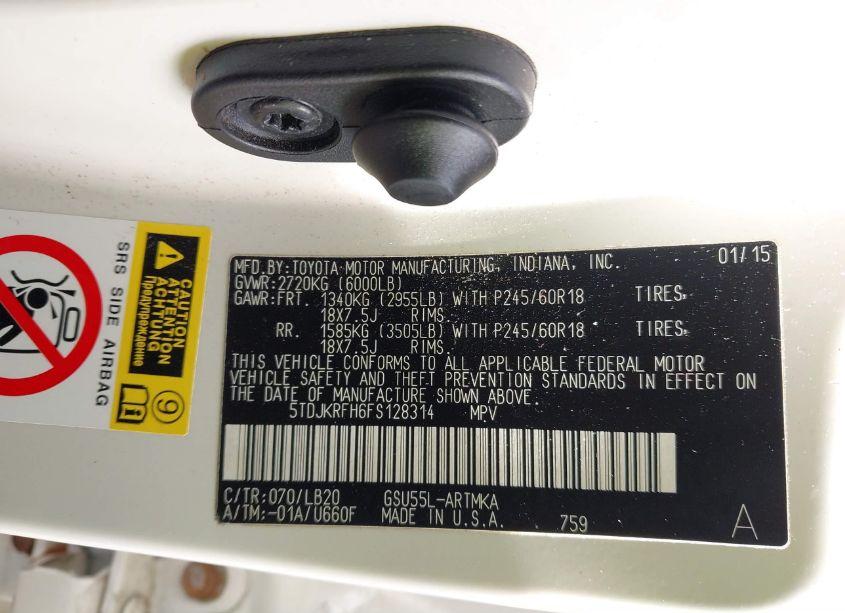 MFD.BY:TOYOTA MOTOR MANUFACTURING, INDIANA, INC. 01/15
GVWR:2720KG (6000LB)
GAWR:FRT. 1340KG (2955LB) WITH P245/60R18 TIRES,
18X7.5J RIMS.
RR. 1585KG (3505LB) WITH P245/60R18 TIRES,
18X7.5J RIMS.
THIS VEHICLE CONFORMS TO ALL APPLICABLE FEDERAL MOTOR
VEHICLE SAFETY AND THEFT PREVENTION STANDARDS IN EFFECT ON
THE DATE OF MANUFACTURE SHOWN ABOVE.
5TDJKRFH6FS128314 MPV
C/TR:070/LB20 GSU55L-ARTMKA
A/TM:-01A/U660F MADE IN U.S.A. 759
A
CAUTION
ATTENTION
ACHTUNG
Предупреждение
SRS SIDE AIRBAG
9